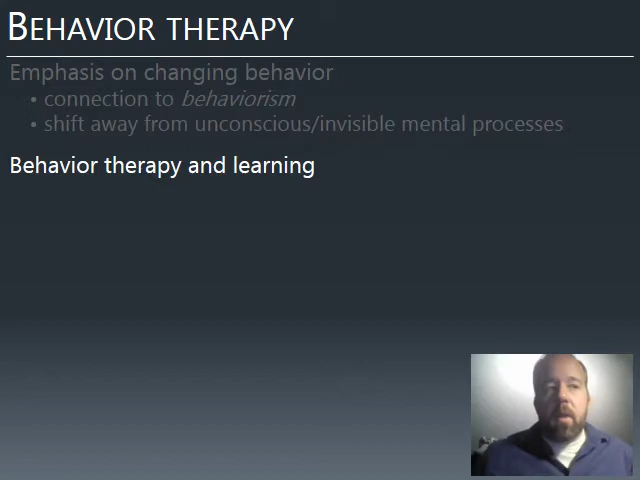 BEHAVIOR THERAPY
Emphasis on changing behavior
• connection to behaviorism
• shift away from unconscious/invisible mental processes
Behavior therapy and learning